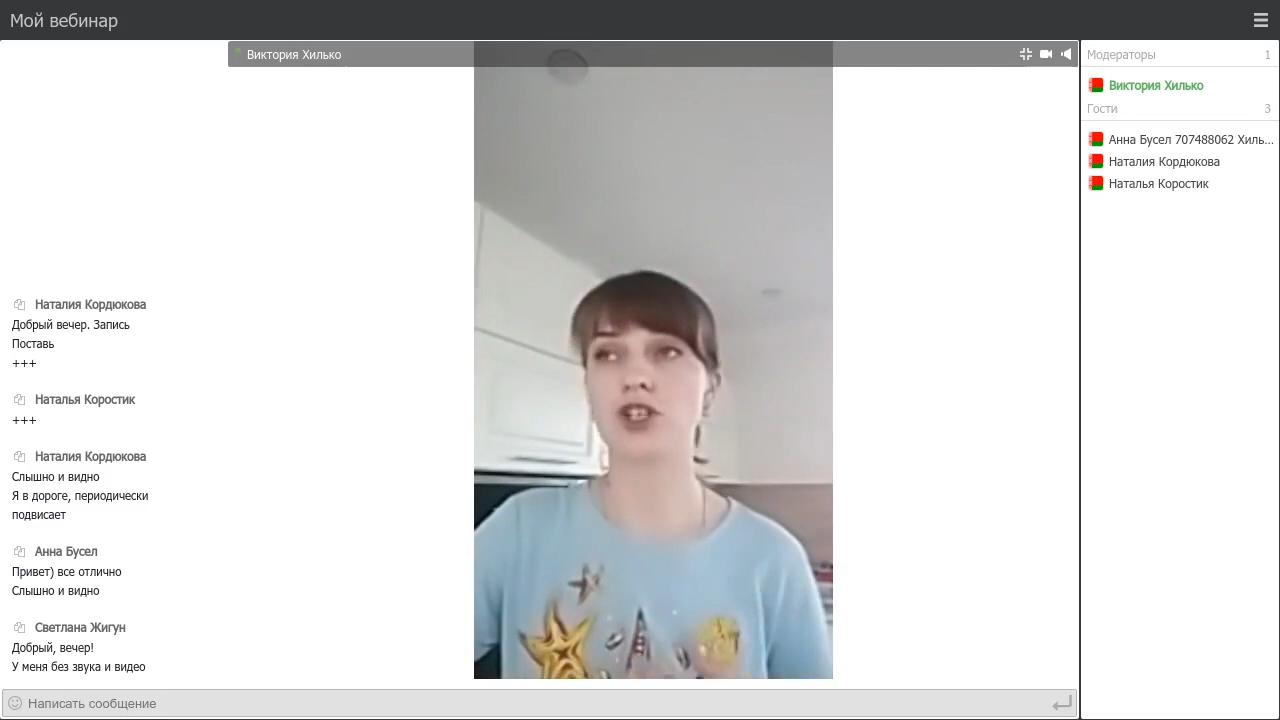 Мой вебинар
Виктория Хилько
Модераторы 1
Виктория Хилько
Гости 3
Анна Бусел 707488062 Хиль...
Наталия Кордюкова
Наталья Коростик
Наталия Кордюкова
Добрый вечер. Запись
Поставь
+++
Наталья Коростик
+++
Наталия Кордюкова
Слышно и видно
Я в дороге, периодически
подвисает
Анна Бусел
Привет) все отлично
Слышно и видно
Светлана Жигун
Добрый, вечер!
У меня без звука и видео
Написать сообщение